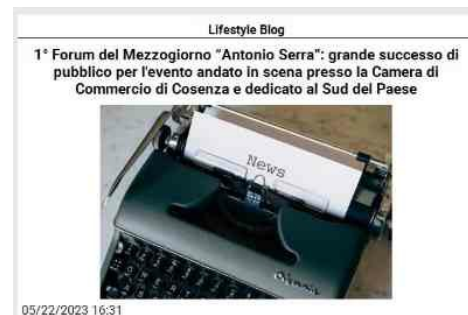 Lifestyle Blog
1° Forum del Mezzogiorno "Antonio Serra": grande successo di
pubblico per l'evento andato in scena presso la Camera di
Commercio di Cosenza e dedicato al Sud del Paese
News
Olympia
05/22/2023 16:31